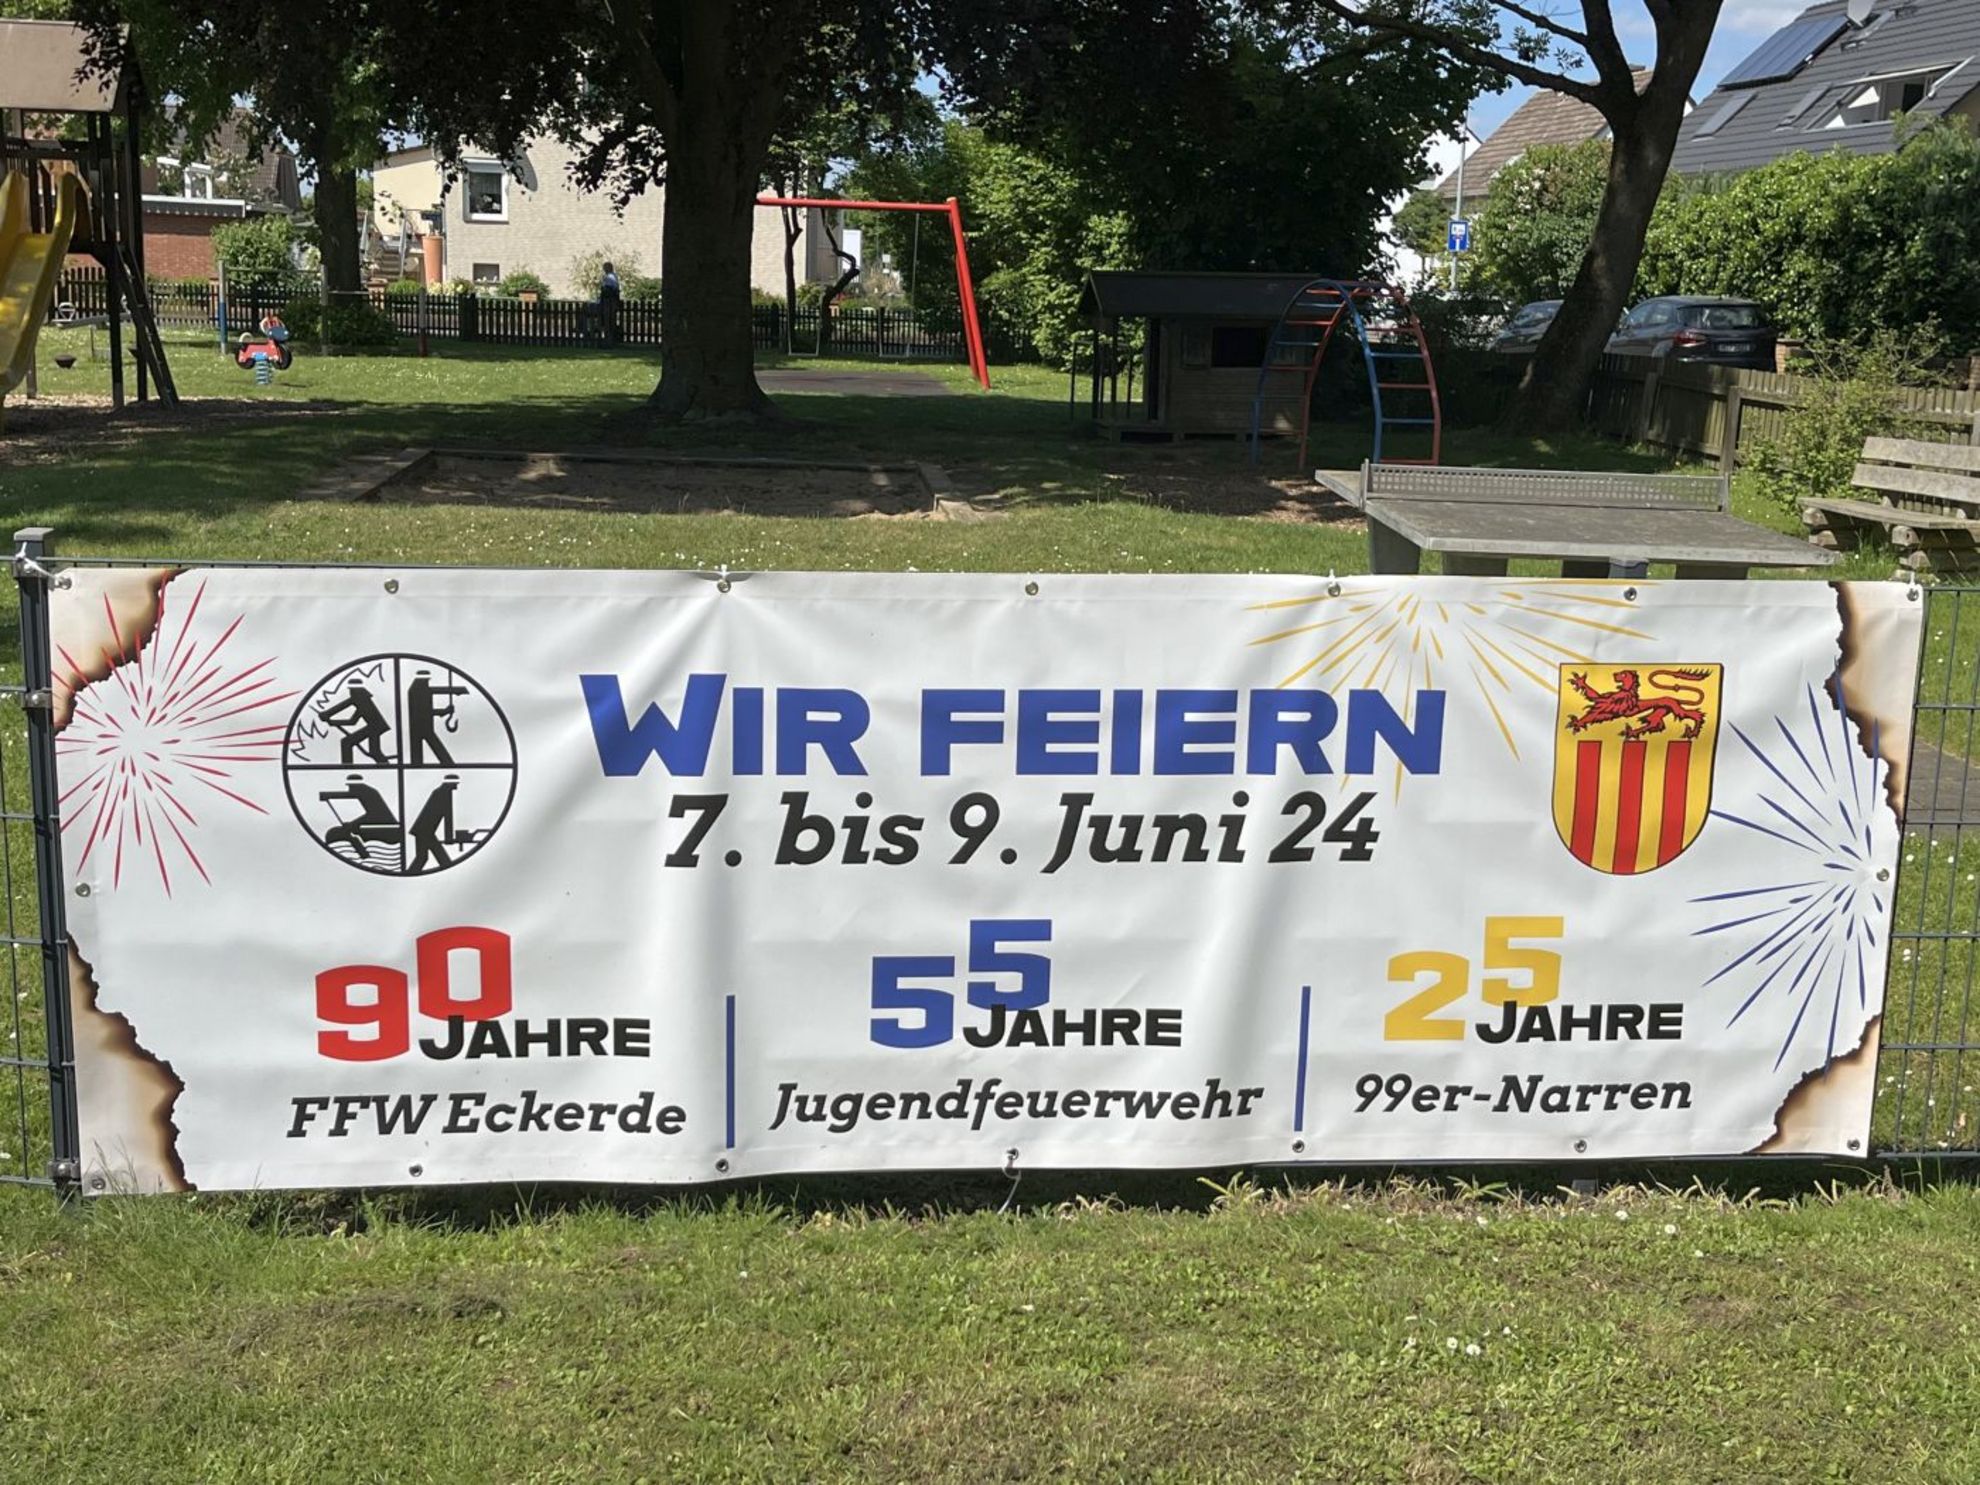 WIR FEIERN
7. bis 9. Juni 24
90 JAHRE
FFW Eckerde
55 JAHRE
Jugendfeuerwehr
25 JAHRE
99er-Narren